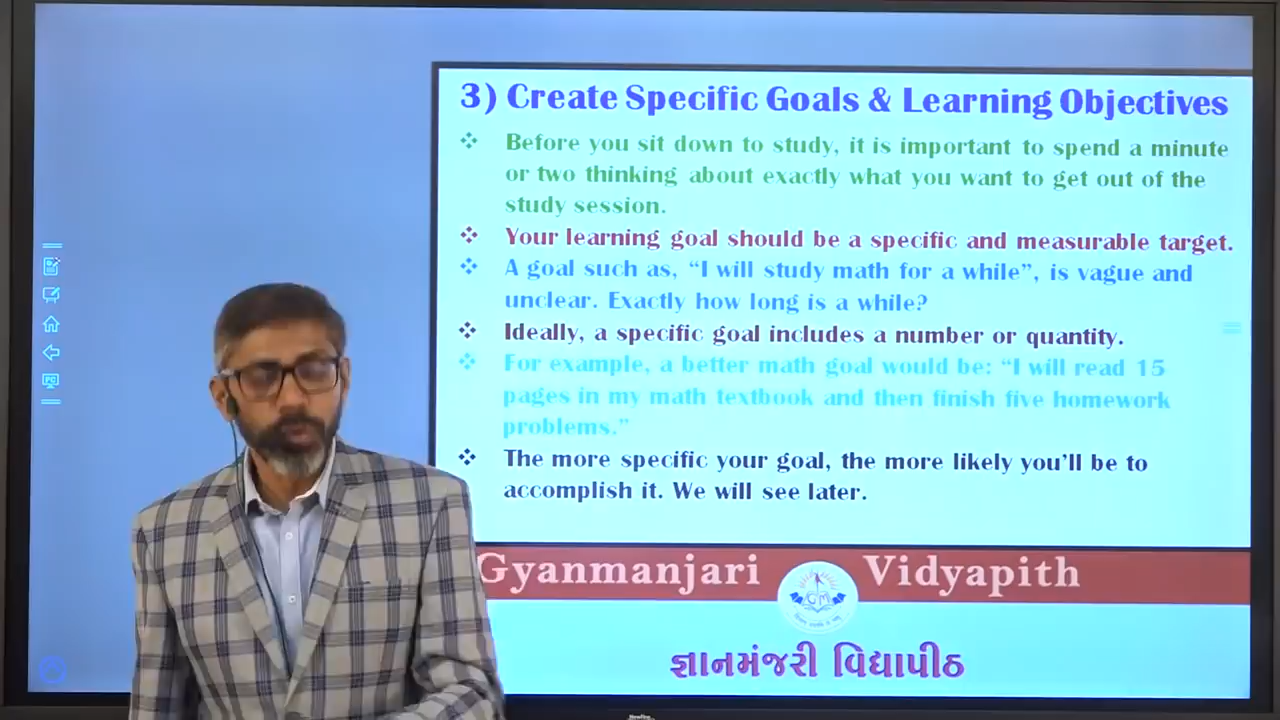 3) Create Specific Goals & Learning Objectives
Before you sit down to study, it is important to spend a minute
or two thinking about exactly what you want to get out of the
study session.
Your learning goal should be a specific and measurable target.
A goal such as, “I will study math for a while”, is vague and
unclear. Exactly how long is a while?
Ideally, a specific goal includes a number or quantity.
For example, a better math goal would be: “I will read 15
pages in my math textbook and then finish five homework
problems.”
The more specific your goal, the more likely you’ll be to
accomplish it. We will see later.
Gyanmanjari Vidyapith
GM
જ્ઞાનમંજરી વિદ્યાપીઠ